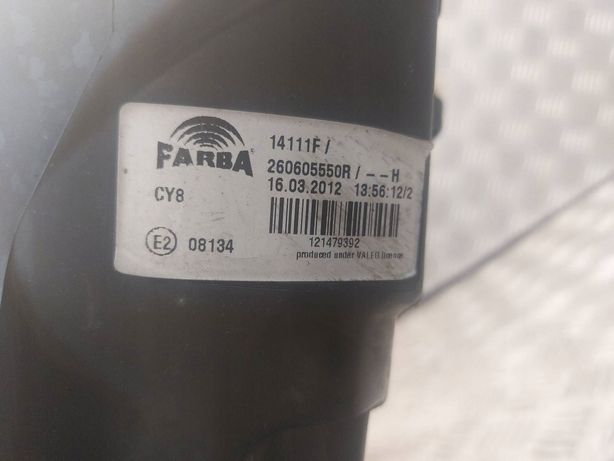 FARBA
14111F /
260605550R / – – H
16.03.2012 13:56:12/2
CY8
E2 08134
121479392
produced under VALEO licence